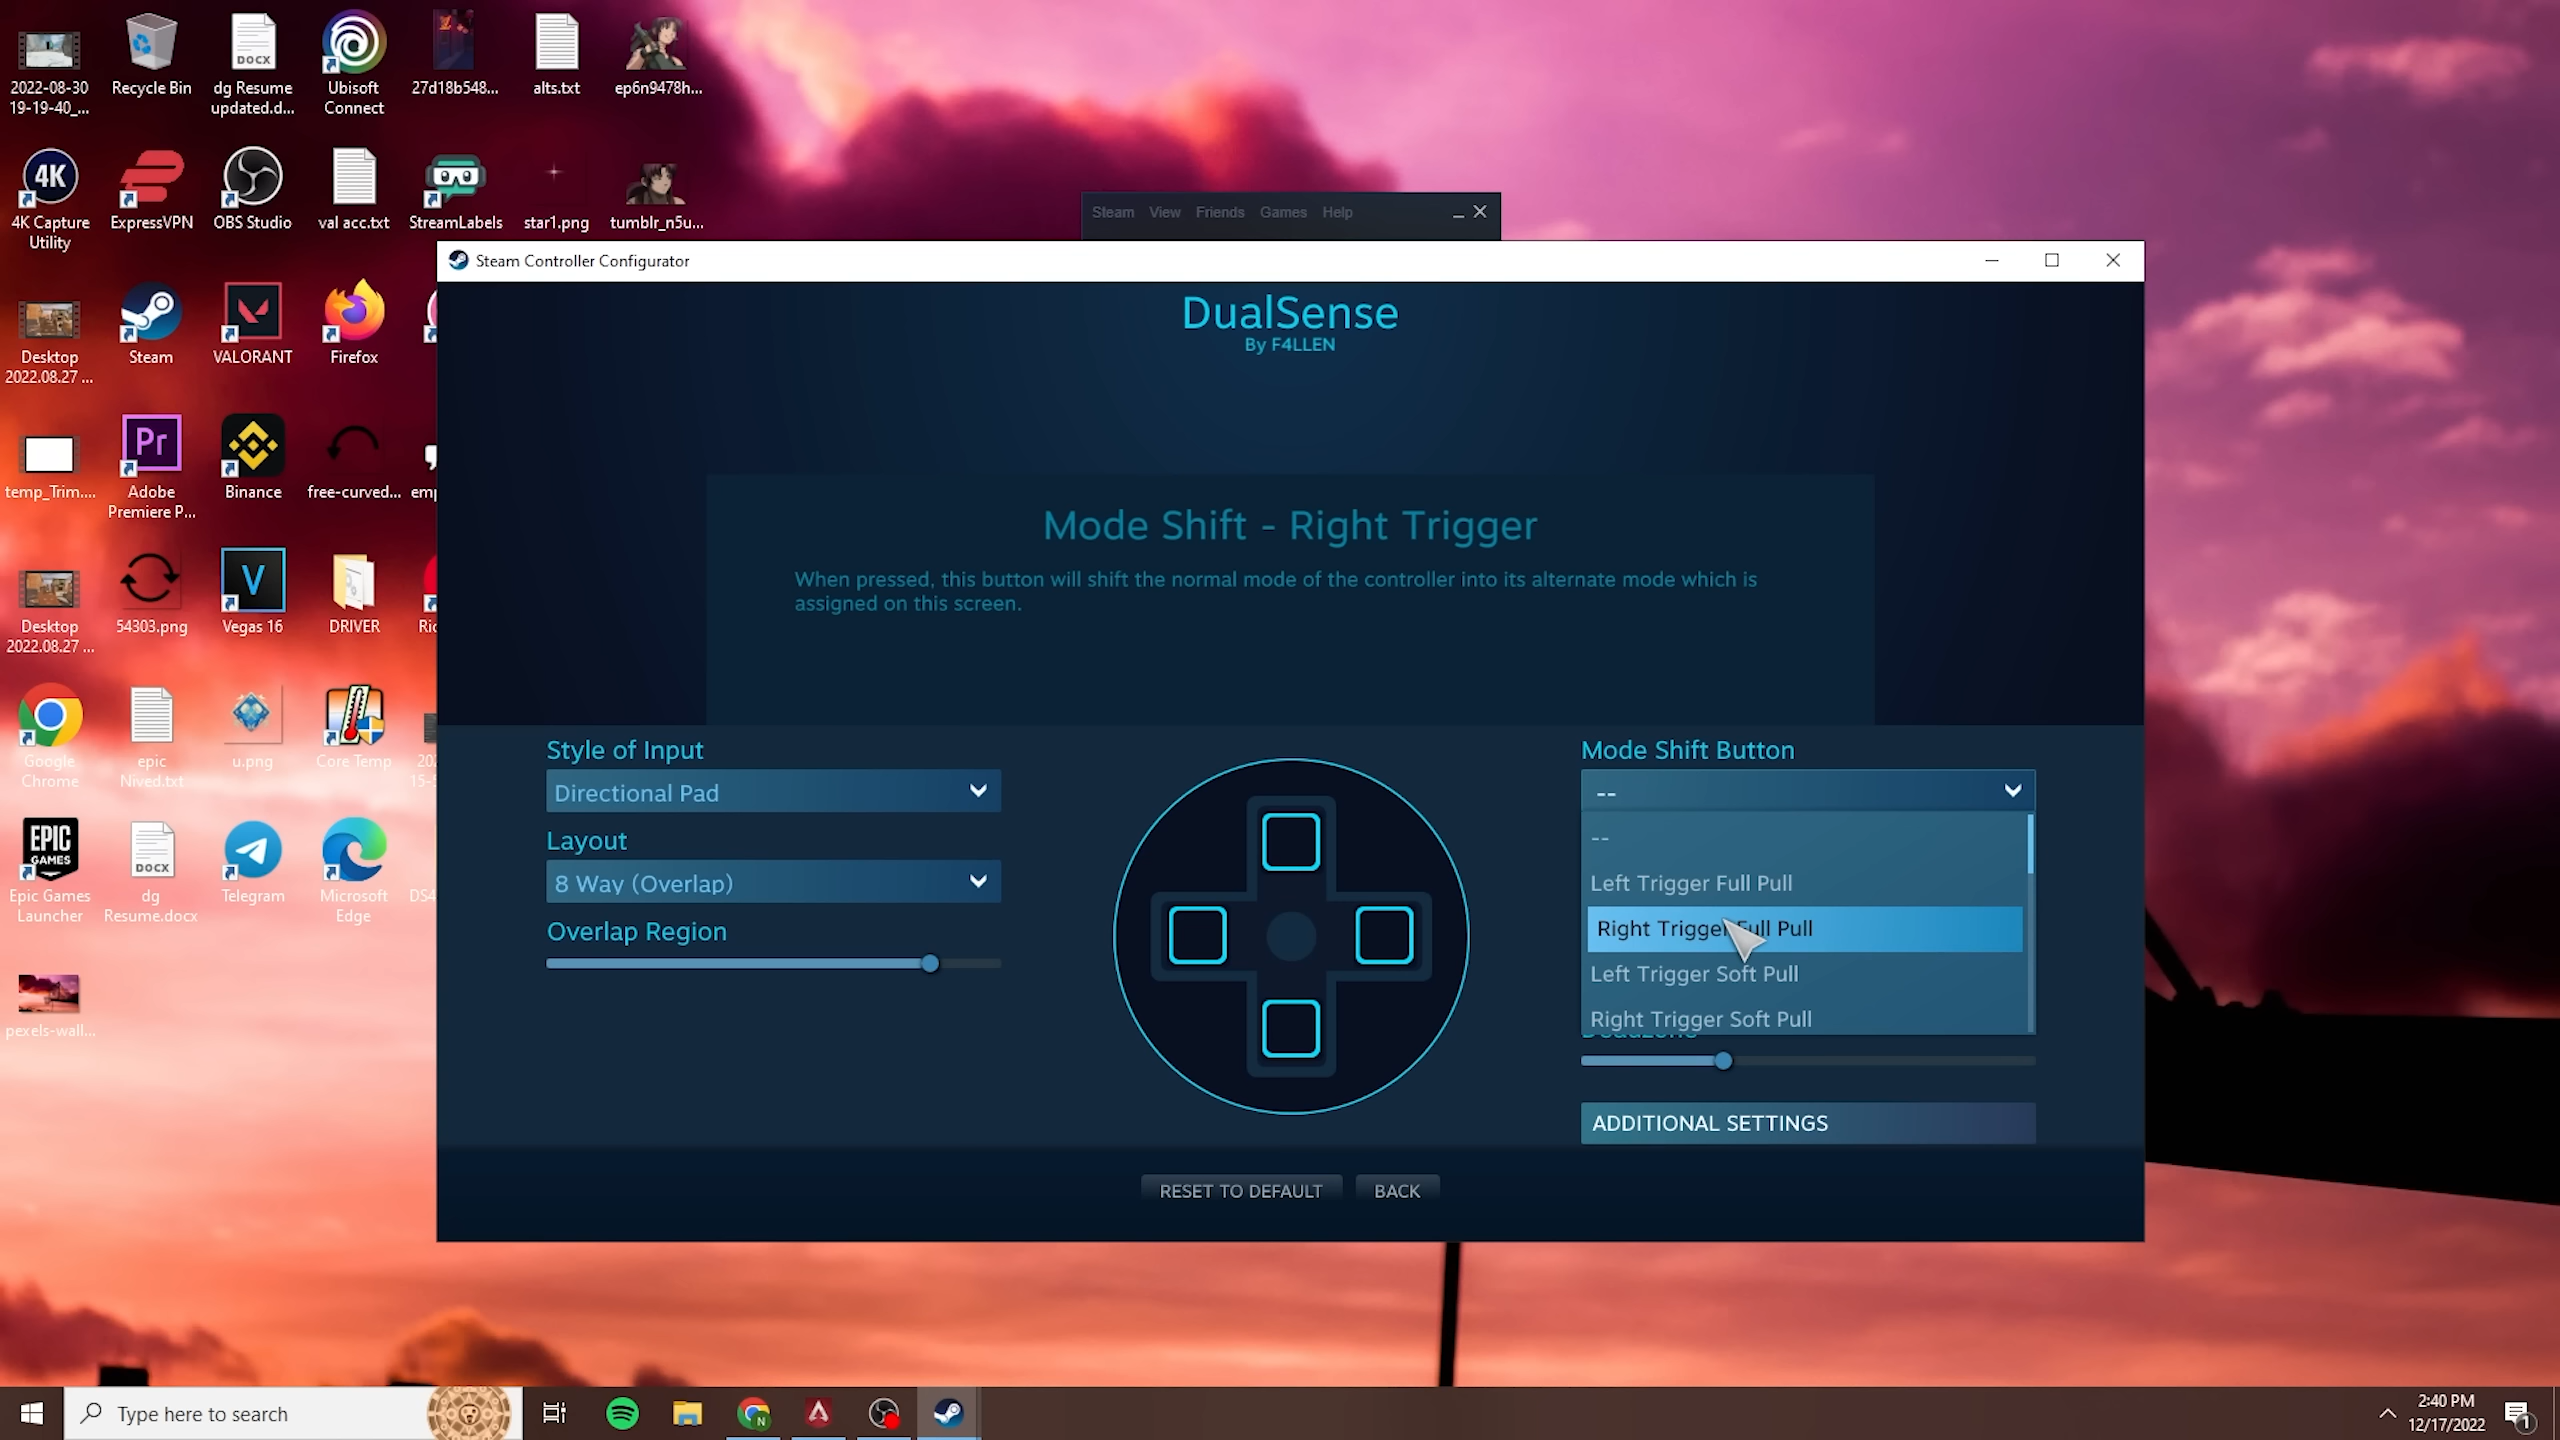 2022-08-30
19-19-40_...
Recycle Bin
DOCX
dg Resume
updated.d...
Ubisoft
Connect
27d18b548...
alts.txt
ep6n9478h...
4K
4K Capture
Utility
ExpressVPN
OBS Studio
val acc.txt
StreamLabels
star1.png
tumblr_n5u...
Desktop
2022.08.27 ...
Steam
VALORANT
Firefox
temp_Trim....
Pr
Adobe
Premiere P...
Binance
free-curved...
emp
Desktop
2022.08.27 ...
54303.png
V
Vegas 16
DRIVER
Ric
Google
Chrome
epic
Nived.txt
u.png
Core Temp
202
15-5
EPIC
GAMES
Epic Games
Launcher
DOCX
dg
Resume.docx
Telegram
Microsoft
Edge
DS4
pexels-wall...
Steam View Friends Games Help
Steam Controller Configurator
DualSense
By F4LLEN
Mode Shift - Right Trigger
When pressed, this button will shift the normal mode of the controller into its alternate mode which is
assigned on this screen.
Style of Input
Directional Pad
Layout
8 Way (Overlap)
Overlap Region
Mode Shift Button
--
--
Left Trigger Full Pull
Right Trigger Full Pull
Left Trigger Soft Pull
Right Trigger Soft Pull
Deadzone
ADDITIONAL SETTINGS
RESET TO DEFAULT
BACK
Type here to search
N
2:40 PM
12/17/2022
1